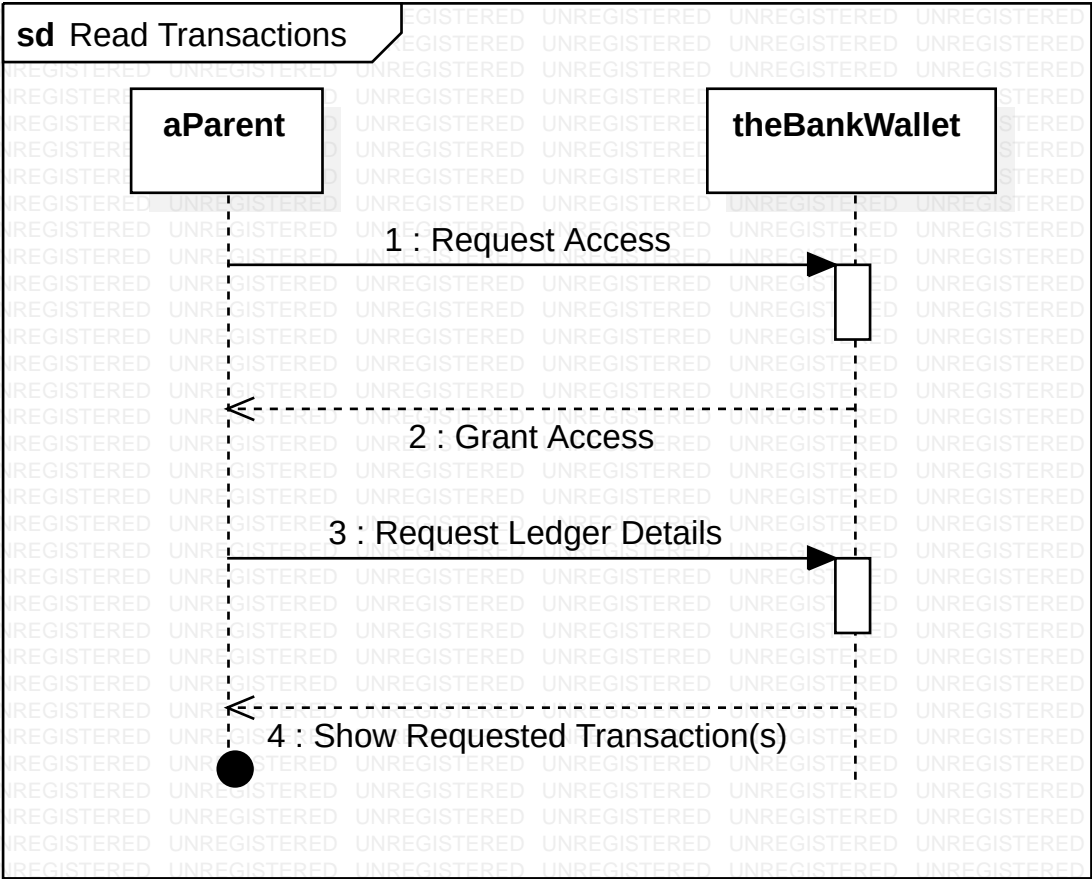 sd Read Transactions
aParent
theBankWallet
1 : Request Access
2 : Grant Access
3 : Request Ledger Details
4 : Show Requested Transaction(s)
UNREGISTERED